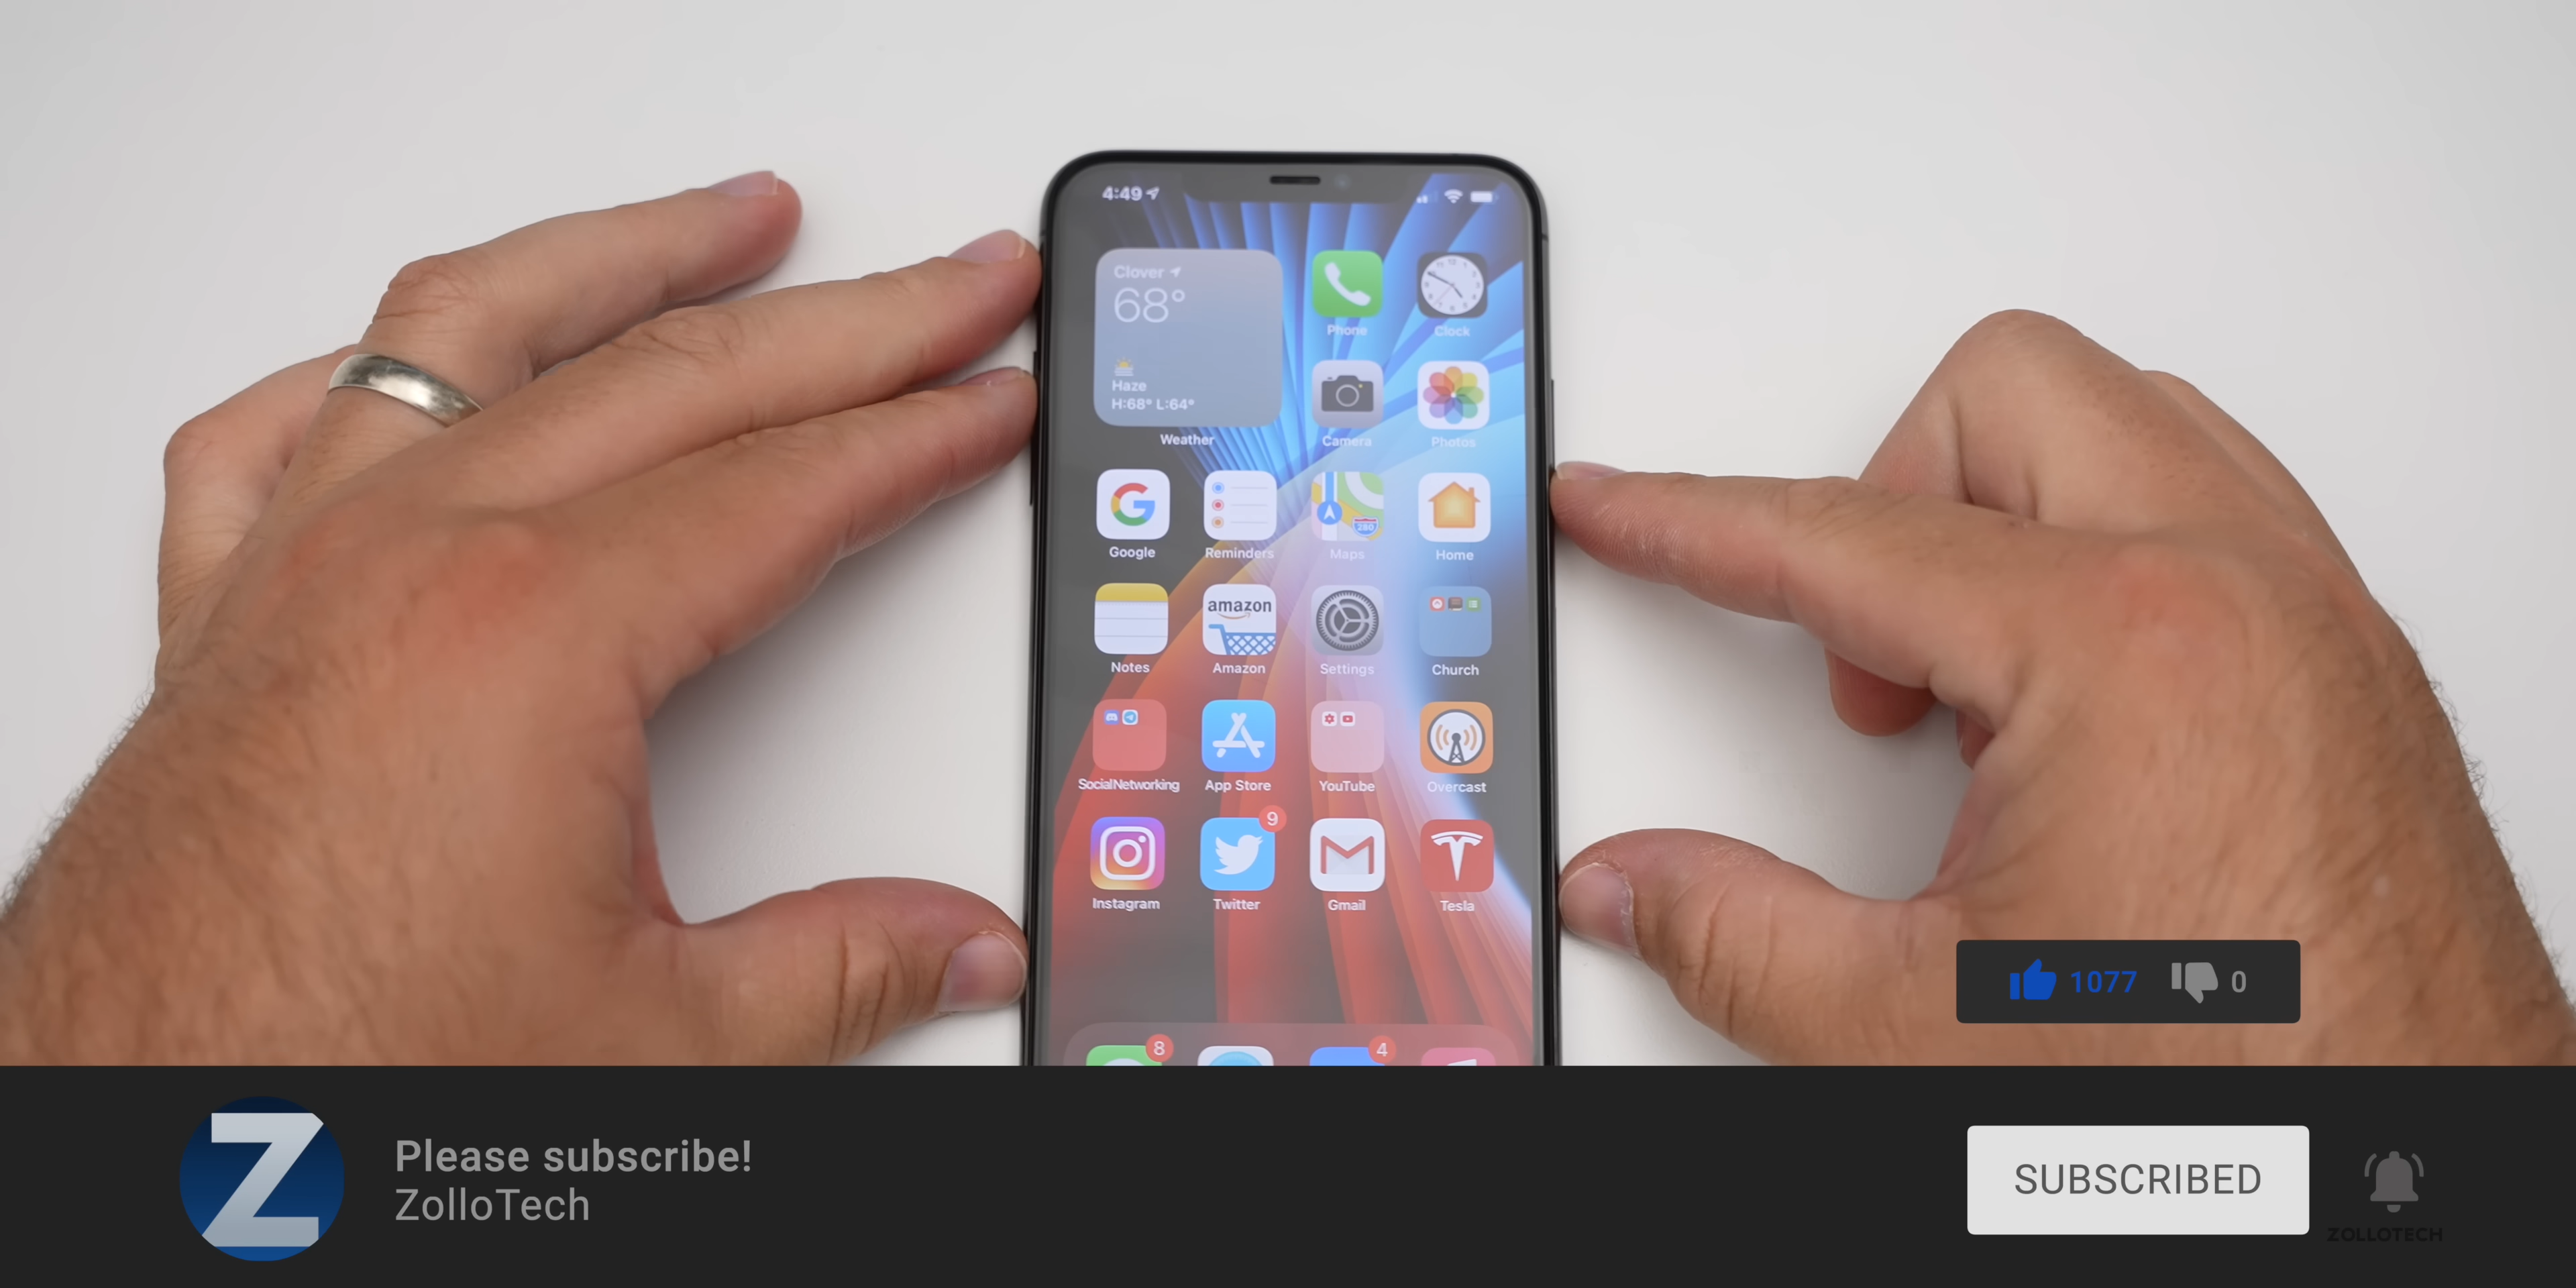 4:49
Clover
68°
Haze
H:68° L:64°
Weather
Phone
Clock
Camera
Photos
Google
Reminders
Maps
280
Home
Notes
amazon
Amazon
Settings
Church
SocialNetworking
App Store
YouTube
Overcast
9
Instagram
Twitter
Gmail
Tesla
1077
0
8
4
Z
Please subscribe!
ZolloTech
SUBSCRIBED
ZOLLOTECH